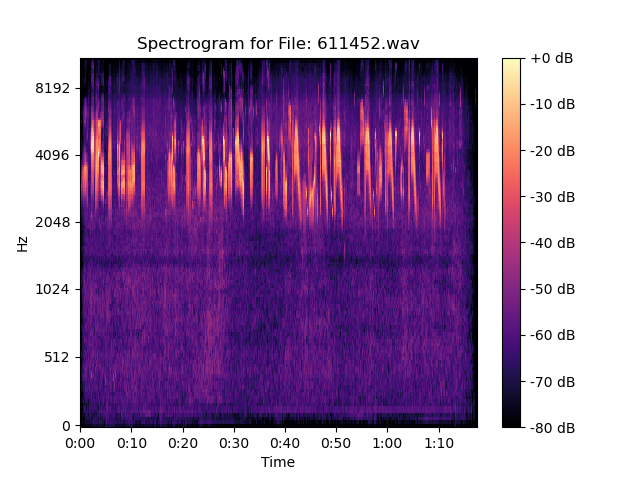 Spectrogram for File: 611452.wav
+0 dB
8192
-10 dB
4096
-20 dB
-30 dB
2048
Hz
-40 dB
1024
-50 dB
512
-60 dB
-70 dB
0
-80 dB
0:00 0:10 0:20 0:30 0:40 0:50 1:00 1:10
Time